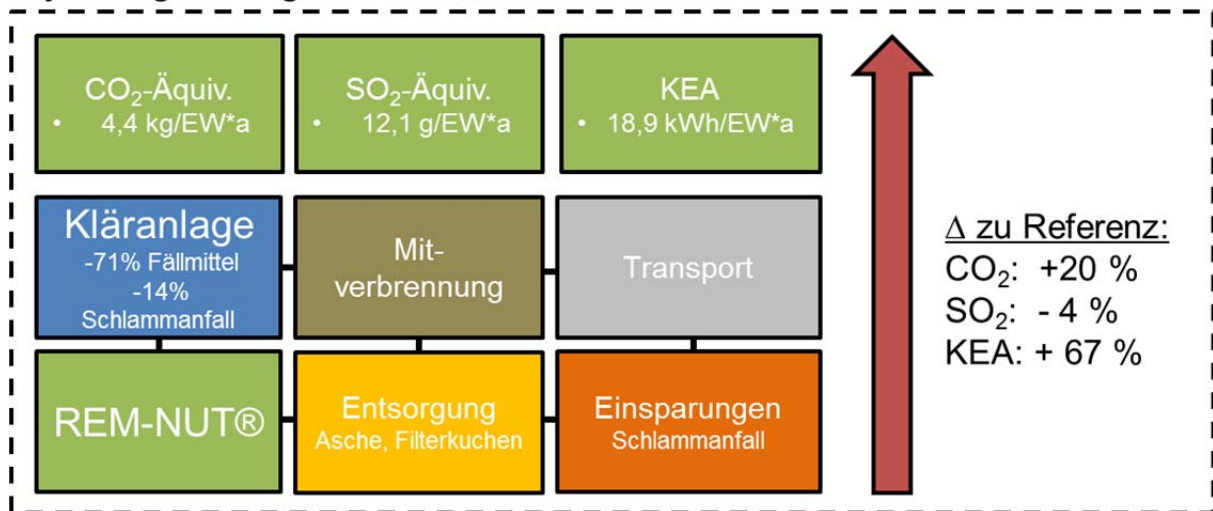 CO₂-Äquiv.
• 4,4 kg/EW*a
SO₂-Äquiv.
• 12,1 g/EW*a
KEA
• 18,9 kWh/EW*a
Kläranlage
-71% Fällmittel
-14%
Schlammanfall
Mit-
verbrennung
Transport
REM-NUT®
Entsorgung
Asche, Filterkuchen
Einsparungen
Schlammanfall
Δ zu Referenz:
CO₂: +20 %
SO₂: - 4 %
KEA: + 67 %